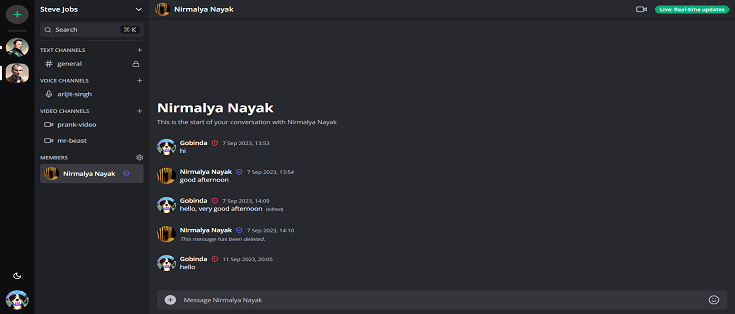 Steve Jobs
Search
⌘ K
TEXT CHANNELS
general
VOICE CHANNELS
arijit-singh
VIDEO CHANNELS
prank-video
mr-beast
MEMBERS
Nirmalya Nayak
Nirmalya Nayak
Live: Real-time updates
Nirmalya Nayak
This is the start of your conversation with Nirmalya Nayak
Gobinda 7 Sep 2023, 13:53
hi
Nirmalya Nayak 7 Sep 2023, 13:54
good afternoon
Gobinda 7 Sep 2023, 14:09
hello, very good afternoon (edited)
Nirmalya Nayak 7 Sep 2023, 14:10
This message has been deleted.
Gobinda 11 Sep 2023, 20:05
hello
Message Nirmalya Nayak